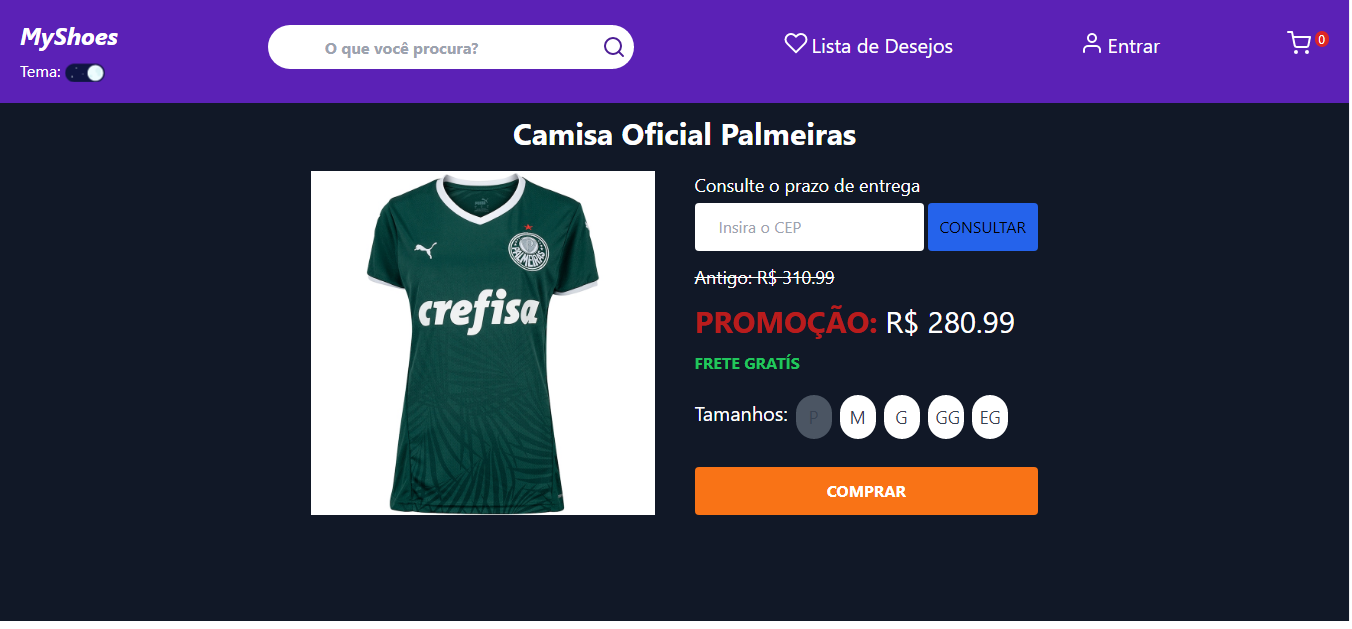 MyShoes
Tema:
O que você procura?
Lista de Desejos
Entrar
0
Camisa Oficial Palmeiras
PALMEIRAS
crefisa
Consulte o prazo de entrega
Insira o CEP
CONSULTAR
Antigo: R$ 310.99
PROMOÇÃO: R$ 280.99
FRETE GRATÍS
Tamanhos: P M G GG EG
COMPRAR